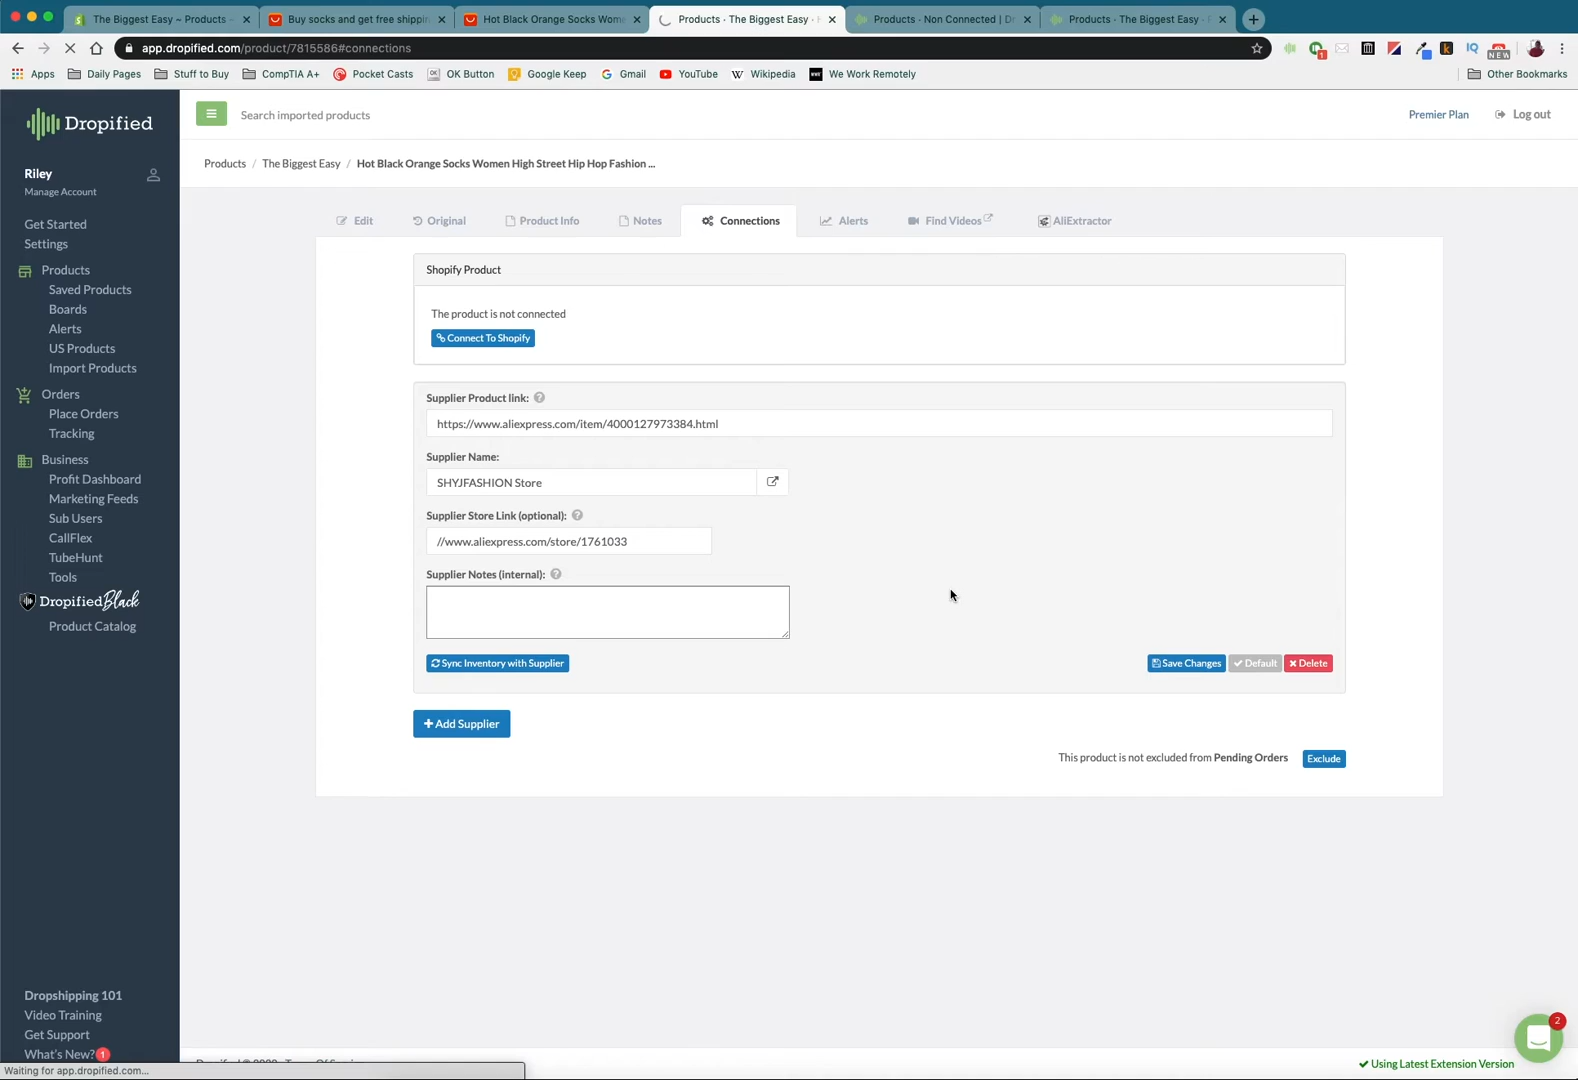 The Biggest Easy ~ Products ~
Buy socks and get free shippin
Hot Black Orange Socks Wome
Products · The Biggest Easy ·
Products · Non Connected | D
Products · The Biggest Easy ·
app.dropified.com/product/7815586#connections
Apps
Daily Pages
Stuff to Buy
CompTIA A+
Pocket Casts
OK Button
Google Keep
Gmail
YouTube
Wikipedia
We Work Remotely
Other Bookmarks
Dropified
Search imported products
Premier Plan
Log out
Riley
Manage Account
Products / The Biggest Easy / Hot Black Orange Socks Women High Street Hip Hop Fashion ...
Get Started
Settings
Products
Saved Products
Boards
Alerts
US Products
Import Products
Orders
Place Orders
Tracking
Business
Profit Dashboard
Marketing Feeds
Sub Users
CallFlex
TubeHunt
Tools
Dropified Black
Product Catalog
Dropshipping 101
Video Training
Get Support
What's New? 1
Edit
Original
Product Info
Notes
Connections
Alerts
Find Videos
AliExtractor
Shopify Product
The product is not connected
Connect To Shopify
Supplier Product link:
https://www.aliexpress.com/item/4000127973384.html
Supplier Name:
SHYJFASHION Store
Supplier Store Link (optional):
//www.aliexpress.com/store/1761033
Supplier Notes (internal):
Sync Inventory with Supplier
Save Changes
Default
Delete
Add Supplier
This product is not excluded from Pending Orders
Exclude
2
Using Latest Extension Version
Waiting for app.dropified.com...